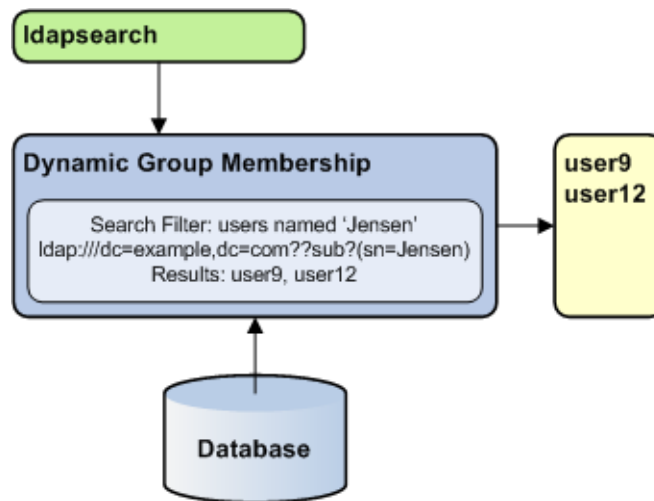 ldapsearch
Dynamic Group Membership
Search Filter: users named ‘Jensen’
ldap:///dc=example,dc=com??sub?(sn=Jensen)
Results: user9, user12
user9
user12
Database